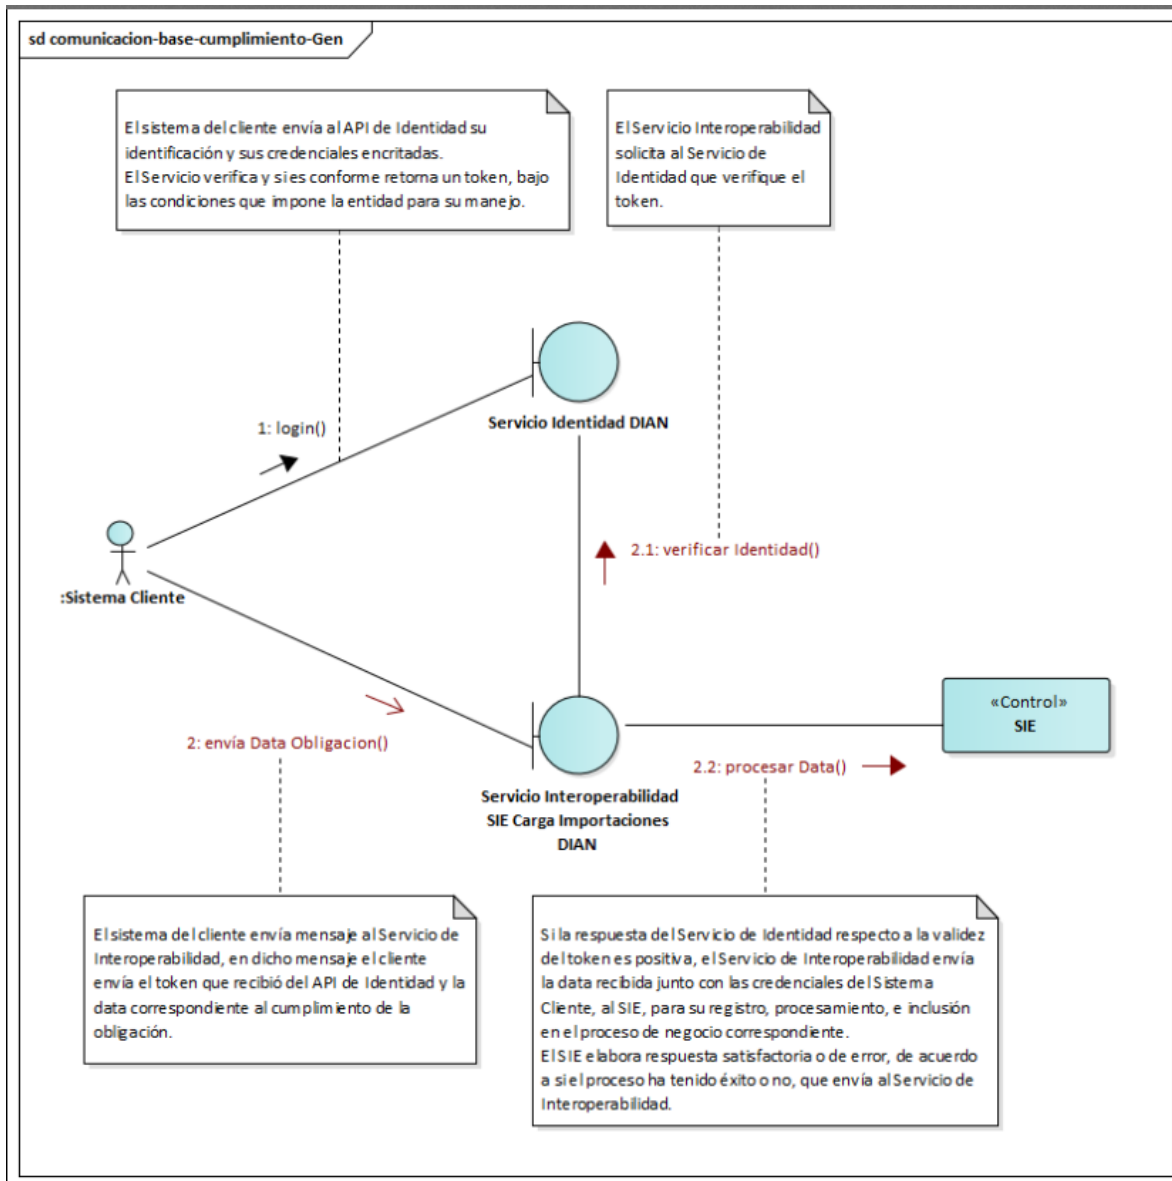 sd comunicacion-base-cumplimiento-Gen
El sistema del cliente envía al API de Identidad su
identificación y sus credenciales encritadas.
El Servicio verifica y si es conforme retorna un token, bajo
las condiciones que impone la entidad para su manejo.
El Servicio Interoperabilidad
solicita al Servicio de
Identidad que verifique el
token.
1: login()
Servicio Identidad DIAN
2.1: verificar Identidad()
:Sistema Cliente
2: envía Data Obligacion()
«Control»
SIE
2.2: procesar Data()
Servicio Interoperabilidad
SIE Carga Importaciones
DIAN
El sistema del cliente envía mensaje al Servicio de
Interoperabilidad, en dicho mensaje el cliente
envía el token que recibió del API de Identidad y la
data correspondiente al cumplimiento de la
obligación.
Si la respuesta del Servicio de Identidad respecto a la validez
del token es positiva, el Servicio de Interoperabilidad envía
la data recibida junto con las credenciales del Sistema
Cliente, al SIE, para su registro, procesamiento, e inclusión
en el proceso de negocio correspondiente.
El SIE elabora respuesta satisfactoria o de error, de acuerdo
a si el proceso ha tenido éxito o no, que envía al Servicio de
Interoperabilidad.